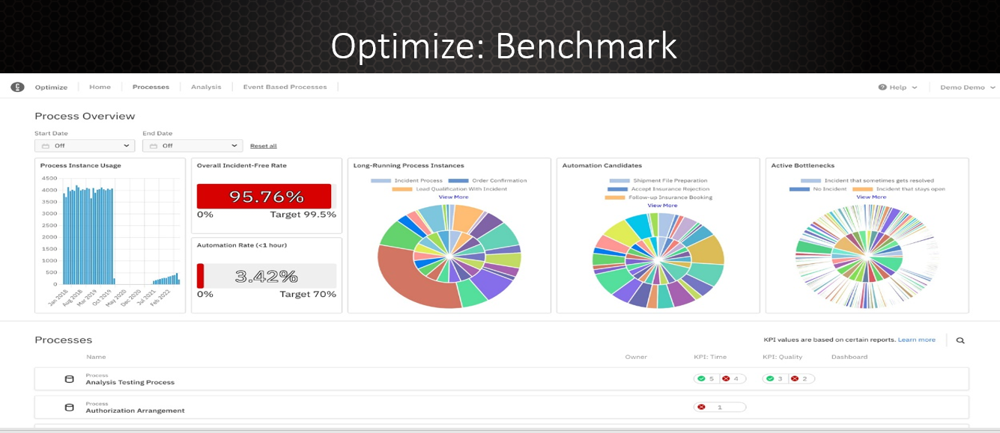 Optimize: Benchmark
Optimize Home Processes Analysis Event Based Processes Help Demo Demo
Process Overview
Start Date End Date
Off Off Reset all
Process Instance Usage
4500
4000
3500
3000
2500
2000
1500
1000
500
0
Jan 2018 Aug 2018 Mar 2019 Oct 2019 May 2020 Dec 2020 Jul 2021 Feb 2022
Overall Incident-Free Rate
95.76%
0% Target 99.5%
Automation Rate (<1 hour)
3.42%
0% Target 70%
Long-Running Process Instances
Incident Process Order Confirmation
Lead Qualification With Incident
View More
Automation Candidates
Shipment File Preparation
Accept Insurance Rejection
Follow-up Insurance Booking
View More
Active Bottlenecks
Incident that sometimes gets resolved
No Incident Incident that stays open
View More
Processes KPI values are based on certain reports. Learn more
Name Owner KPI: Time KPI: Quality Dashboard
Process
Analysis Testing Process 5 4 3 2
Process
Authorization Arrangement 1